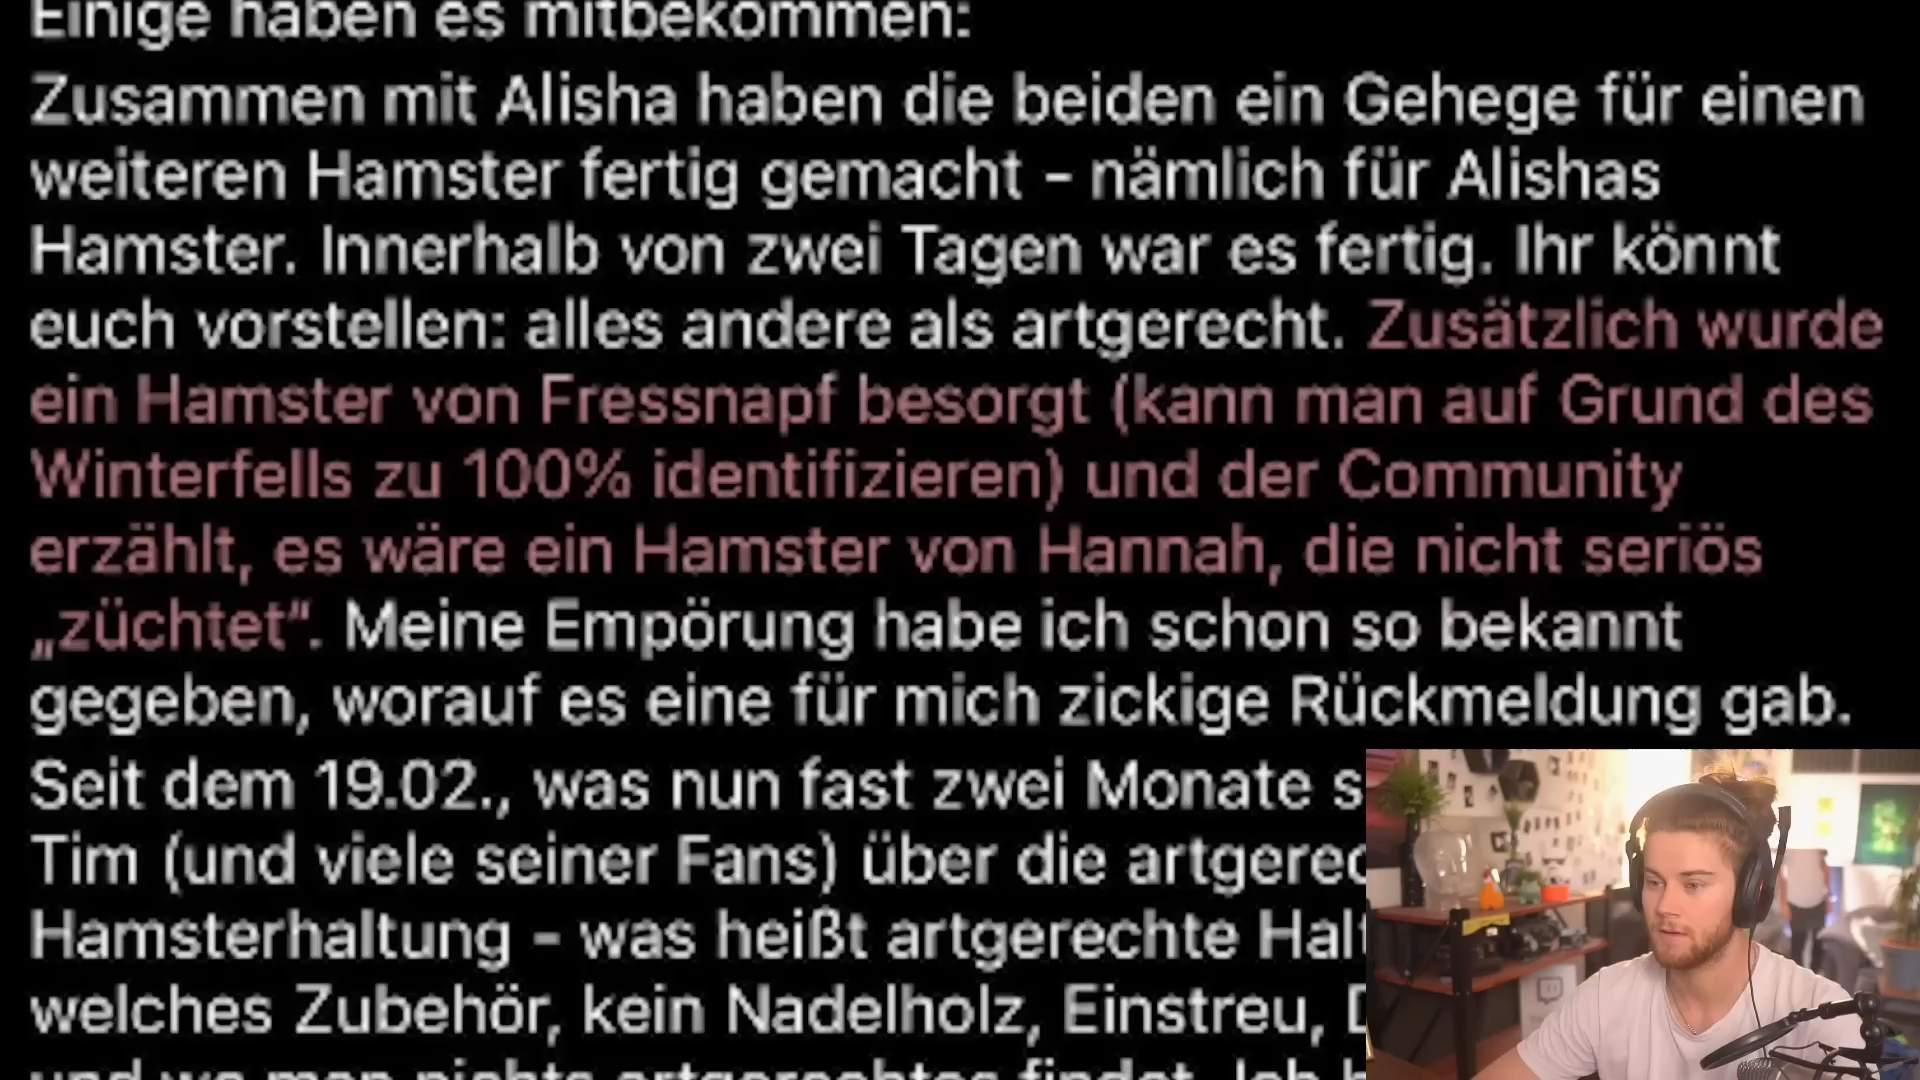 Einige haben es mitbekommen:
Zusammen mit Alisha haben die beiden ein Gehege für einen
weiteren Hamster fertig gemacht – nämlich für Alishas
Hamster. Innerhalb von zwei Tagen war es fertig. Ihr könnt
euch vorstellen: alles andere als artgerecht. Zusätzlich wurde
ein Hamster von Fressnapf besorgt (kann man auf Grund des
Winterfells zu 100% identifizieren) und der Community
erzählt, es wäre ein Hamster von Hannah, die nicht seriös
„züchtet“. Meine Empörung habe ich schon so bekannt
gegeben, worauf es eine für mich zickige Rückmeldung gab.
Seit dem 19.02., was nun fast zwei Monate
Tim (und viele seiner Fans) über die
Hamsterhaltung – was heißt artgerechte
welches Zubehör, kein Nadelholz, Einstreu,